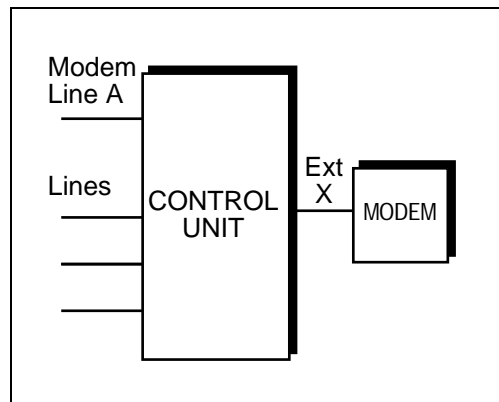 Modem
Line A
Lines
CONTROL
UNIT
Ext
X
MODEM